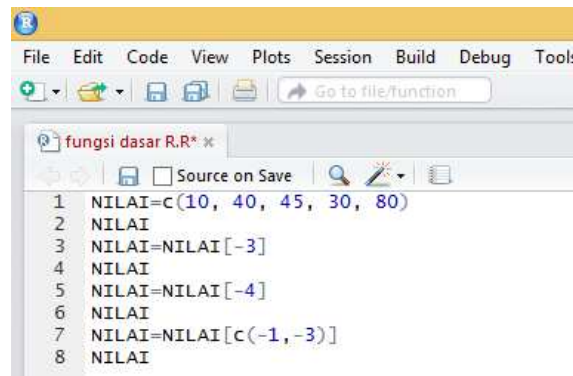 R
File Edit Code View Plots Session Build Debug Tools
Go to file/function
fungsi dasar R.R*
Source on Save
1 NILAI=c(10, 40, 45, 30, 80)
2 NILAI
3 NILAI=NILAI[-3]
4 NILAI
5 NILAI=NILAI[-4]
6 NILAI
7 NILAI=NILAI[c(-1,-3)]
8 NILAI